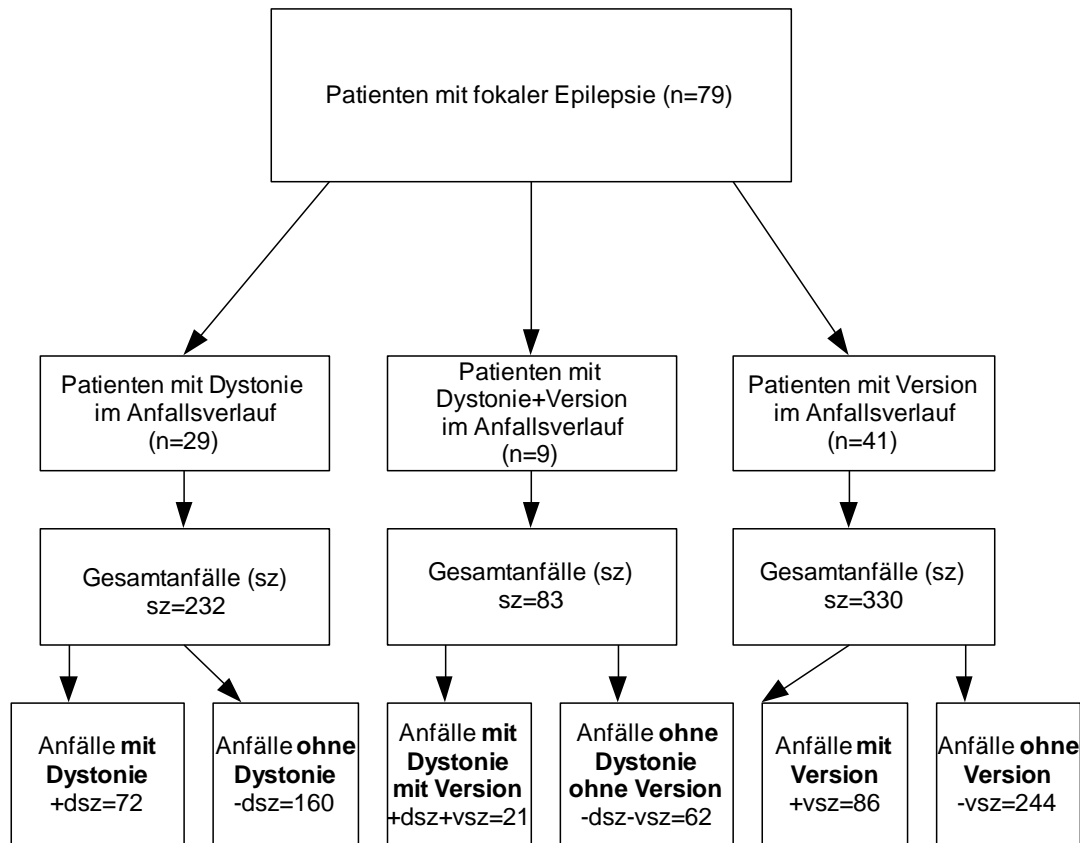 Patienten mit fokaler Epilepsie (n=79)
Patienten mit Dystonie
im Anfallsverlauf
(n=29)
Patienten mit
Dystonie+Version
im Anfallsverlauf
(n=9)
Patienten mit Version
im Anfallsverlauf
(n=41)
Gesamtanfälle (sz)
sz=232
Gesamtanfälle (sz)
sz=83
Gesamtanfälle (sz)
sz=330
Anfälle mit
Dystonie
+dsz=72
Anfälle ohne
Dystonie
-dsz=160
Anfälle mit
Dystonie
mit Version
+dsz+vsz=21
Anfälle ohne
Dystonie
ohne Version
-dsz-vsz=62
Anfälle mit
Version
+vsz=86
Anfälle ohne
Version
-vsz=244